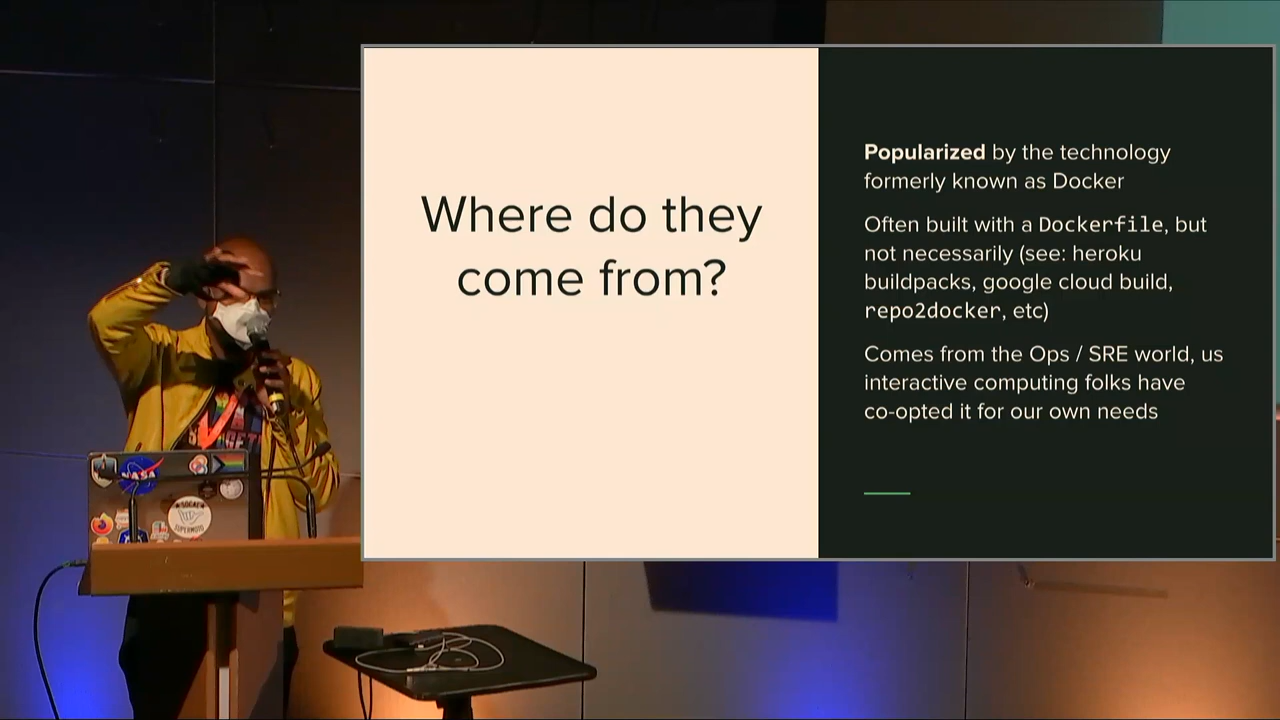 Where do they
come from?
Popularized by the technology
formerly known as Docker
Often built with a Dockerfile, but
not necessarily (see: heroku
buildpacks, google cloud build,
repo2docker, etc)
Comes from the Ops / SRE world, us
interactive computing folks have
co-opted it for our own needs
NASA